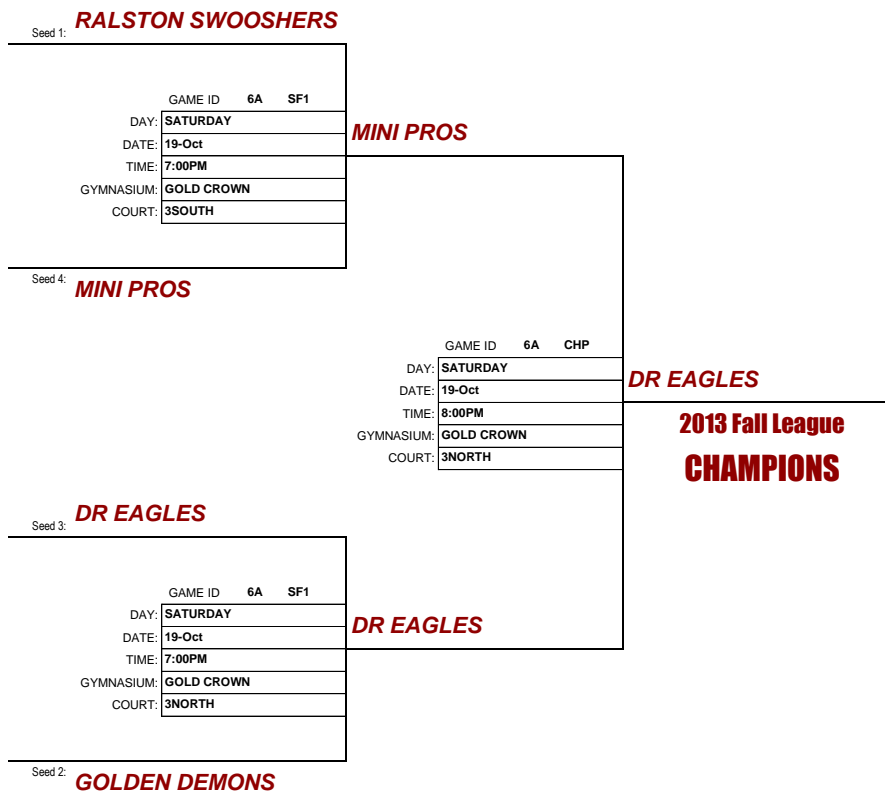 Seed 1: RALSTON SWOOSHERS
GAME ID 6A SF1
DAY: SATURDAY
DATE: 19-Oct
TIME: 7:00PM
GYMNASIUM: GOLD CROWN
COURT: 3SOUTH
MINI PROS
Seed 4: MINI PROS
GAME ID 6A CHP
DAY: SATURDAY
DATE: 19-Oct
TIME: 8:00PM
GYMNASIUM: GOLD CROWN
COURT: 3NORTH
DR EAGLES
2013 Fall League
CHAMPIONS
Seed 3: DR EAGLES
GAME ID 6A SF1
DAY: SATURDAY
DATE: 19-Oct
TIME: 7:00PM
GYMNASIUM: GOLD CROWN
COURT: 3NORTH
DR EAGLES
Seed 2: GOLDEN DEMONS